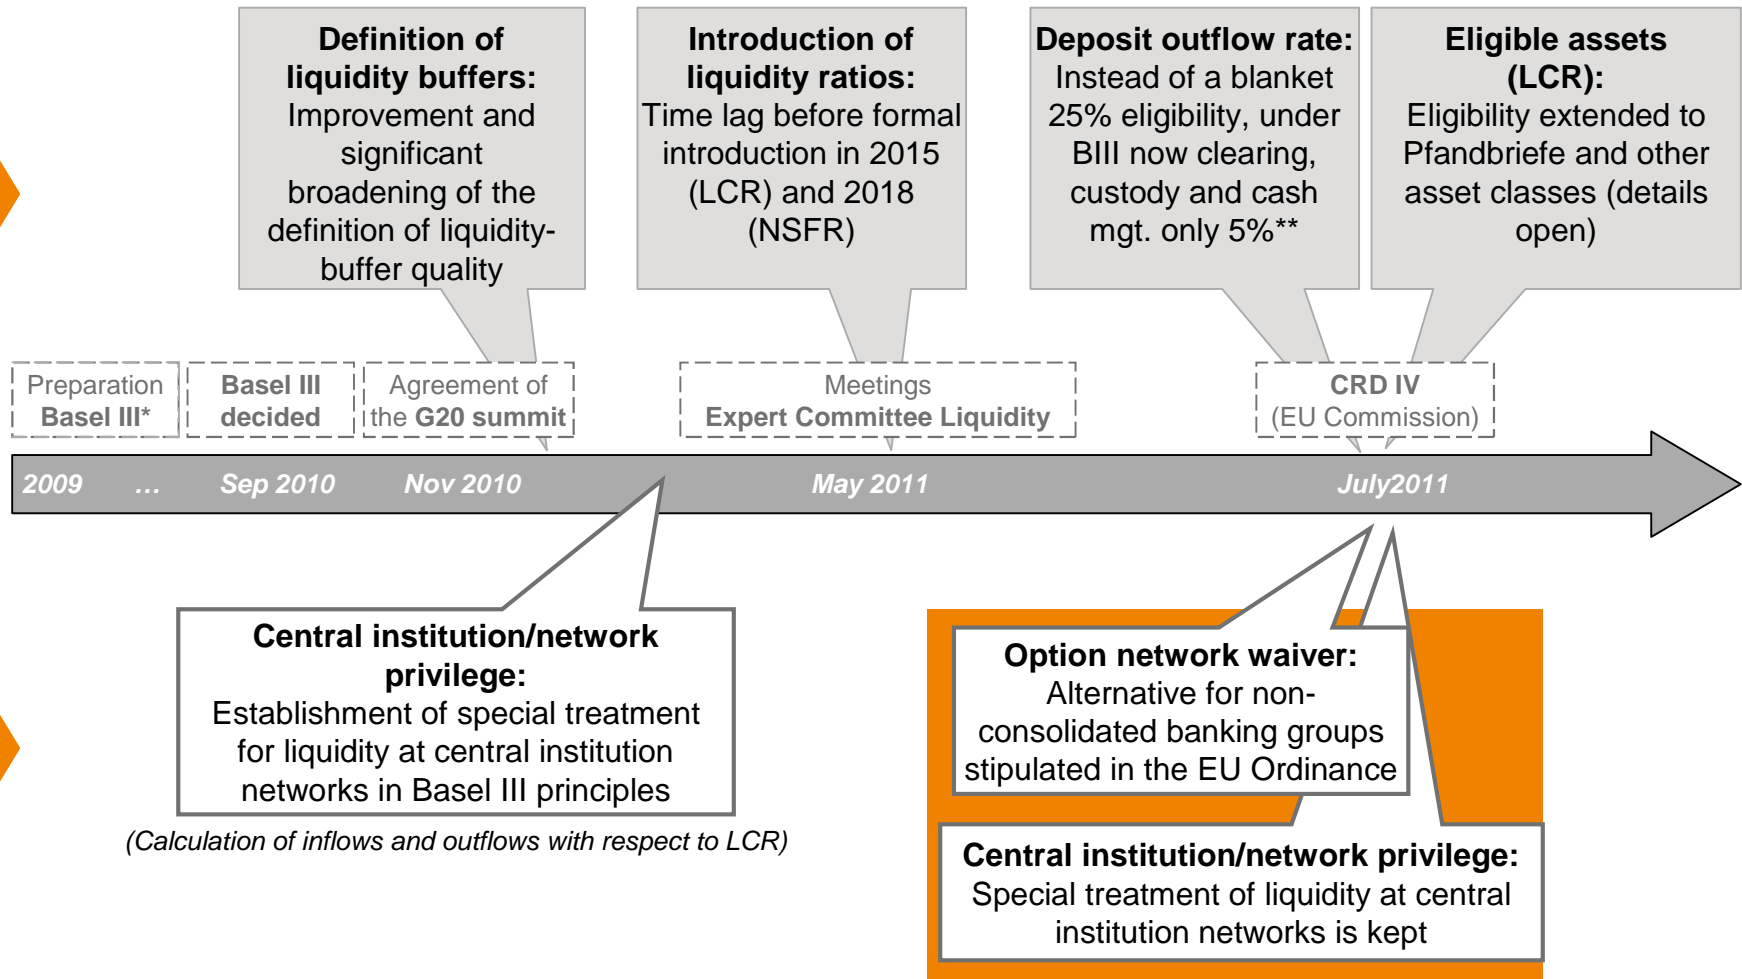 Definition of
liquidity buffers:
Improvement and
significant
broadening of the
definition of liquidity-
buffer quality
Introduction of
liquidity ratios:
Time lag before formal
introduction in 2015
(LCR) and 2018
(NSFR)
Deposit outflow rate:
Instead of a blanket
25% eligibility, under
BIII now clearing,
custody and cash
mgt. only 5%**
Eligible assets
(LCR):
Eligibility extended to
Pfandbriefe and other
asset classes (details
open)
Preparation
Basel III*
Basel III
decided
Agreement of
the G20 summit
Meetings
Expert Committee Liquidity
CRD IV
(EU Commission)
2009 ... Sep 2010 Nov 2010 May 2011 July2011
Central institution/network
privilege:
Establishment of special treatment
for liquidity at central institution
networks in Basel III principles
(Calculation of inflows and outflows with respect to LCR)
Option network waiver:
Alternative for non-
consolidated banking groups
stipulated in the EU Ordinance
Central institution/network privilege:
Special treatment of liquidity at central
institution networks is kept